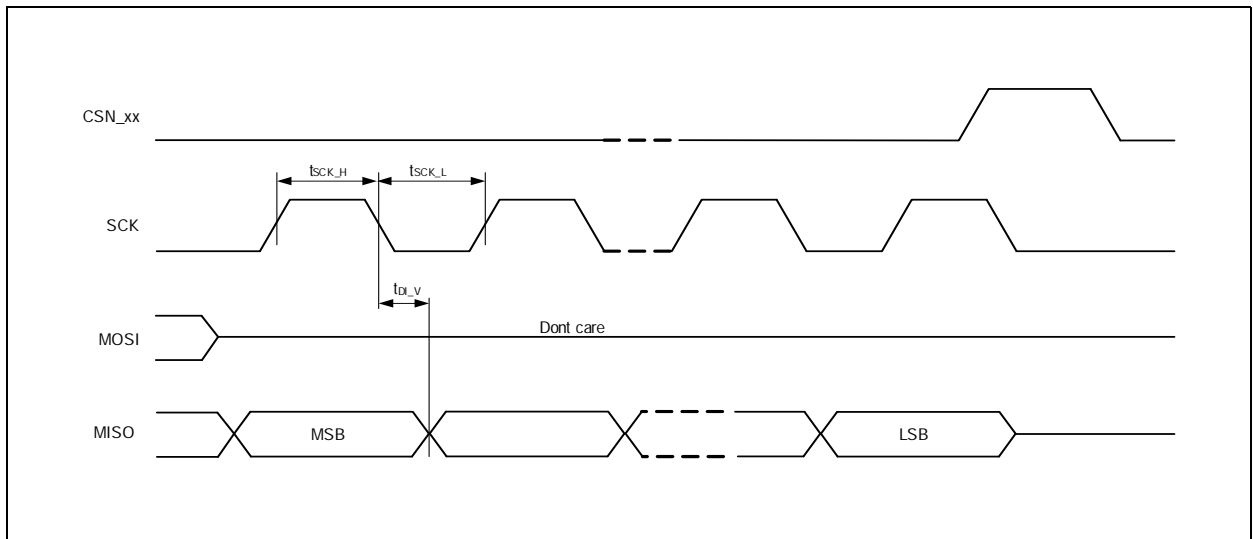 CSN_xx
tSCK_H
tSCK_L
SCK
tDI_V
MOSI
Dont care
MISO
MSB
LSB